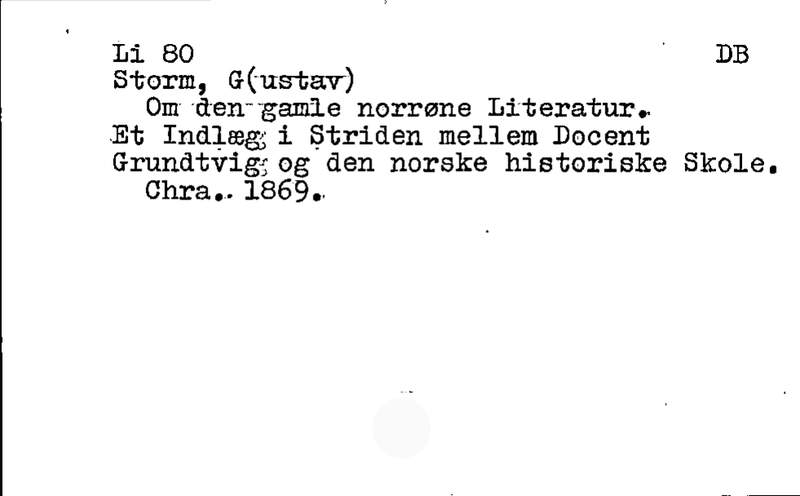 Li 80 DB
Storm, G(ustav)
Om den gamle norrøne Literatur.
Et Indlæg i Striden mellem Docent
Grundtvig og den norske historiske Skole.
Chra. 1869.